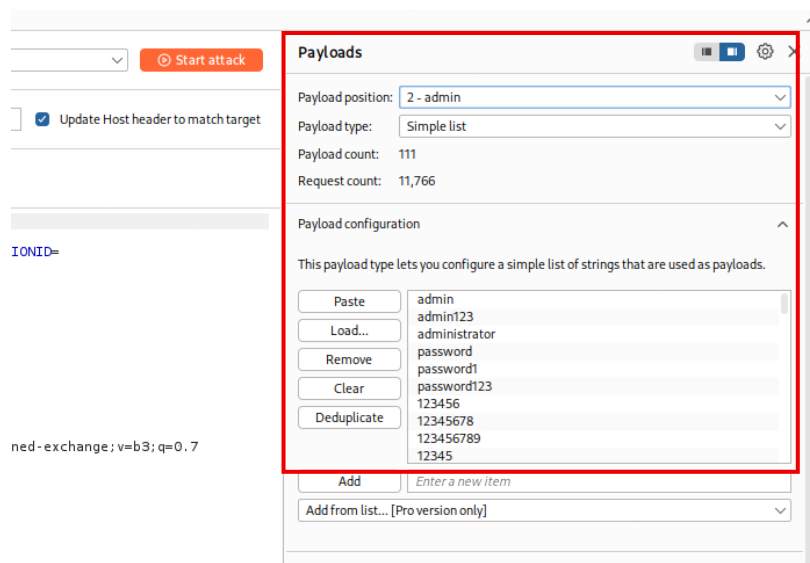 Start attack
Update Host header to match target
IONID=
ned-exchange;v=b3;q=0.7
Payloads
Payload position: 2 - admin
Payload type: Simple list
Payload count: 111
Request count: 11,766
Payload configuration
This payload type lets you configure a simple list of strings that are used as payloads.
Paste
Load...
Remove
Clear
Deduplicate
admin
admin123
administrator
password
password1
password123
123456
12345678
123456789
12345
Add Enter a new item
Add from list... [Pro version only]